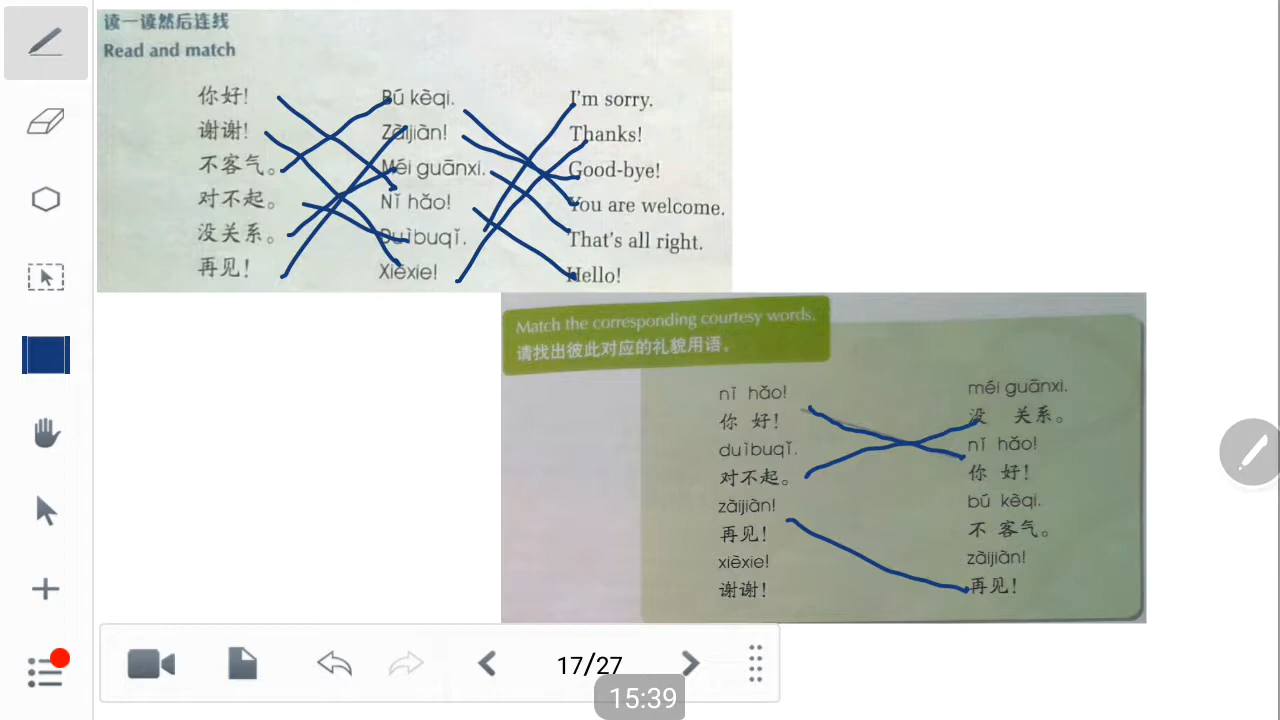 读一读然后连线
Read and match
你好! Bú kèqi. I'm sorry.
谢谢! Zàijiàn! Thanks!
不客气。 Méi guānxi. Good-bye!
对不起。 Nǐ hǎo! You are welcome.
没关系。 Duìbuqǐ. That's all right.
再见! Xièxie! Hello!
Match the corresponding courtesy words.
请找出彼此对应的礼貌用语。
nǐ hǎo! méi guānxi.
你 好! 没 关系。
duìbuqǐ. nǐ hǎo!
对不起。 你 好!
zàijiàn! bú kèqi.
再见! 不 客气。
xièxie! zàijiàn!
谢谢! 再见!
17/27
15:39